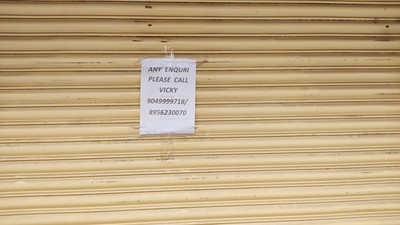 ANY ENQURI
PLEASE CALL
VICKY
9049999718/
8956230070